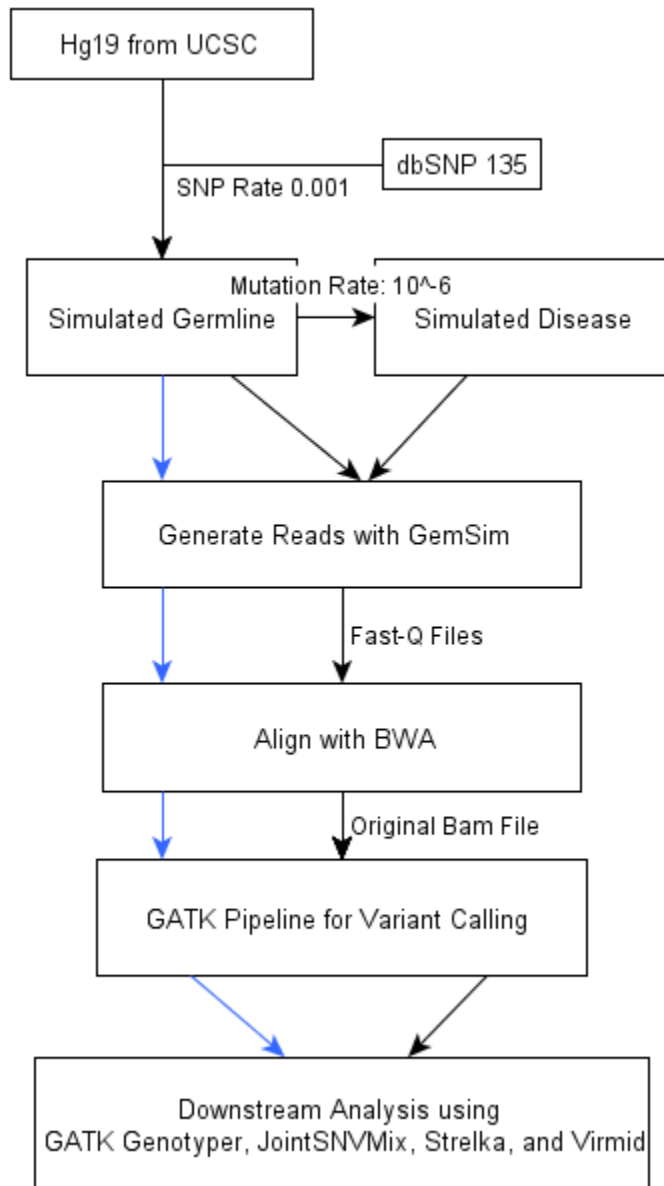 Hg19 from UCSC
dbSNP 135
SNP Rate 0.001
Mutation Rate: 10^-6
Simulated Germline
Simulated Disease
Generate Reads with GemSim
Fast-Q Files
Align with BWA
Original Bam File
GATK Pipeline for Variant Calling
Downstream Analysis using
GATK Genotyper, JointSNVMix, Strelka, and Virmid